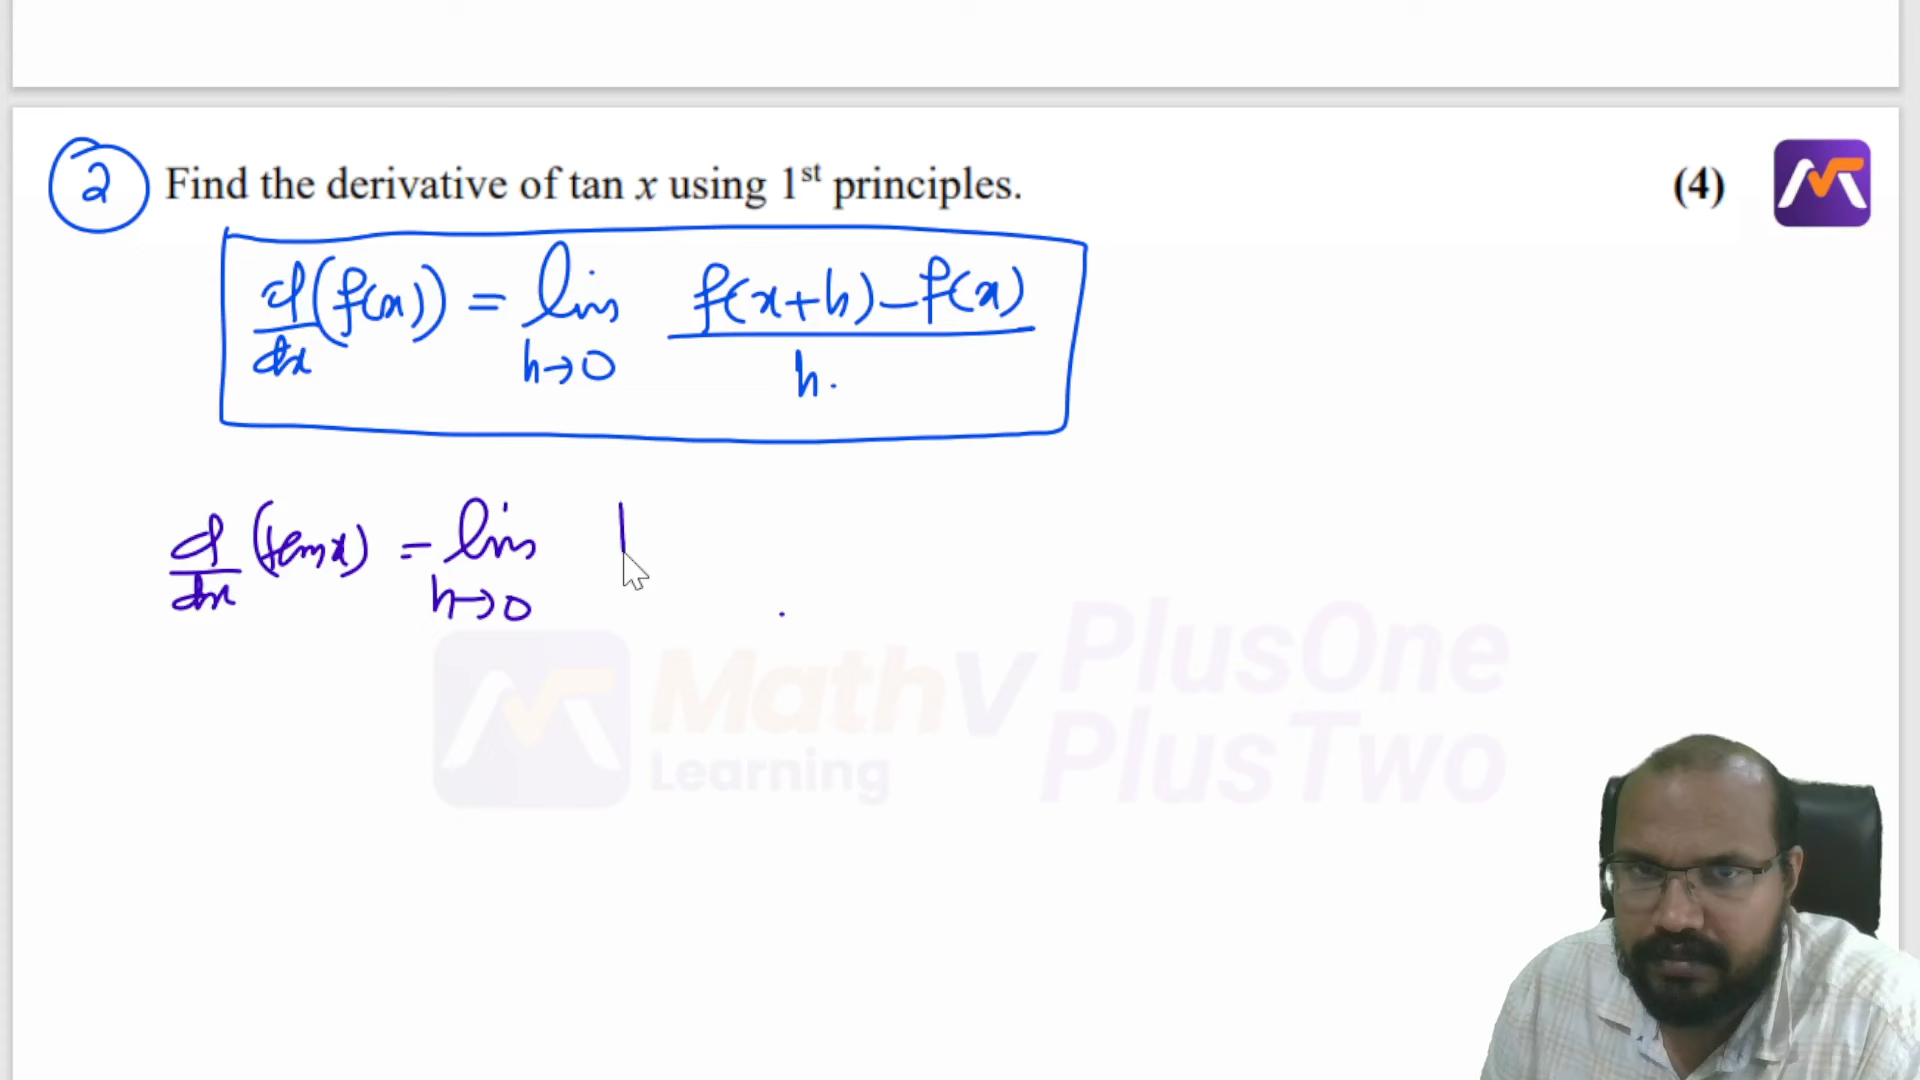 2 Find the derivative of tan x using 1st principles. (4)
d/dx (f(x)) = lim h→0 f(x+h)-f(x) / h.
d/dx (tan x) = lim h→0
MathV PlusOne
Learning PlusTwo